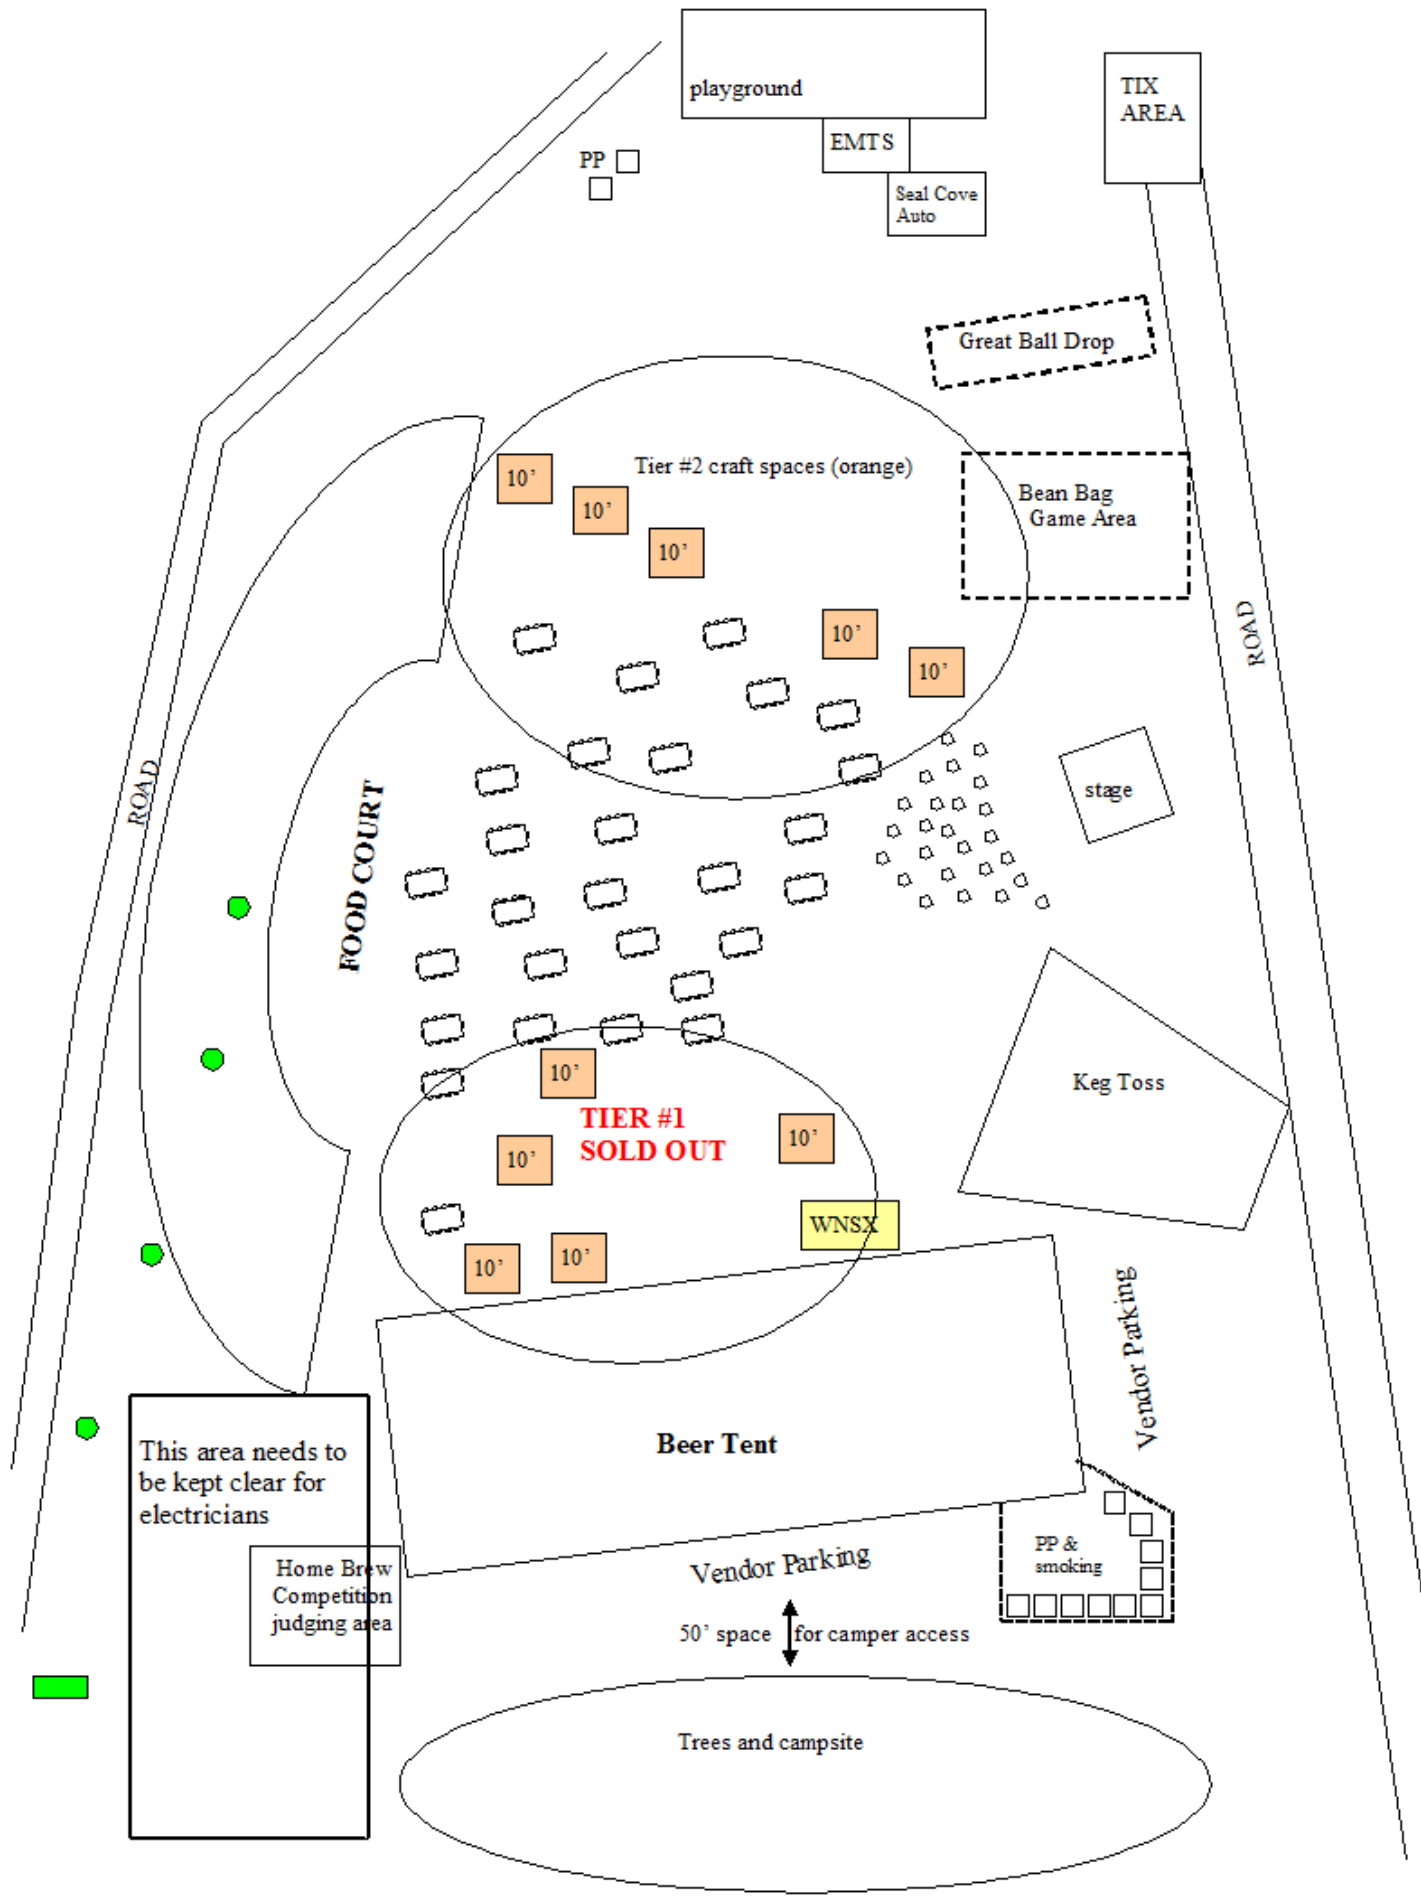 playground
TIX
AREA
EMTS
PP
Seal Cove
Auto
Great Ball Drop
Tier #2 craft spaces (orange)
10’
10’
10’
Bean Bag
Game Area
10’
10’
ROAD
ROAD
stage
FOOD COURT
10’
Keg Toss
TIER #1
SOLD OUT
10’
10’
WNSX
10’
10’
Vendor Parking
Beer Tent
This area needs to
be kept clear for
electricians
PP &
smoking
Vendor Parking
Home Brew
Competition
judging area
50’ space for camper access
Trees and campsite